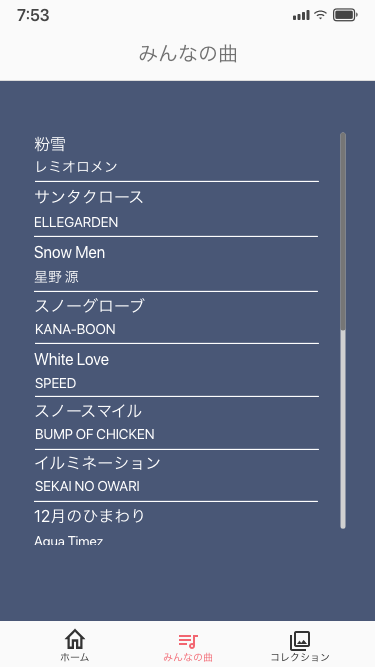 7:53
みんなの曲
粉雪
レミオロメン
サンタクロース
ELLEGARDEN
Snow Men
星野 源
スノーグローブ
KANA-BOON
White Love
SPEED
スノースマイル
BUMP OF CHICKEN
イルミネーション
SEKAI NO OWARI
12月のひまわり
Aqua Timez
ホーム
みんなの曲
コレクション